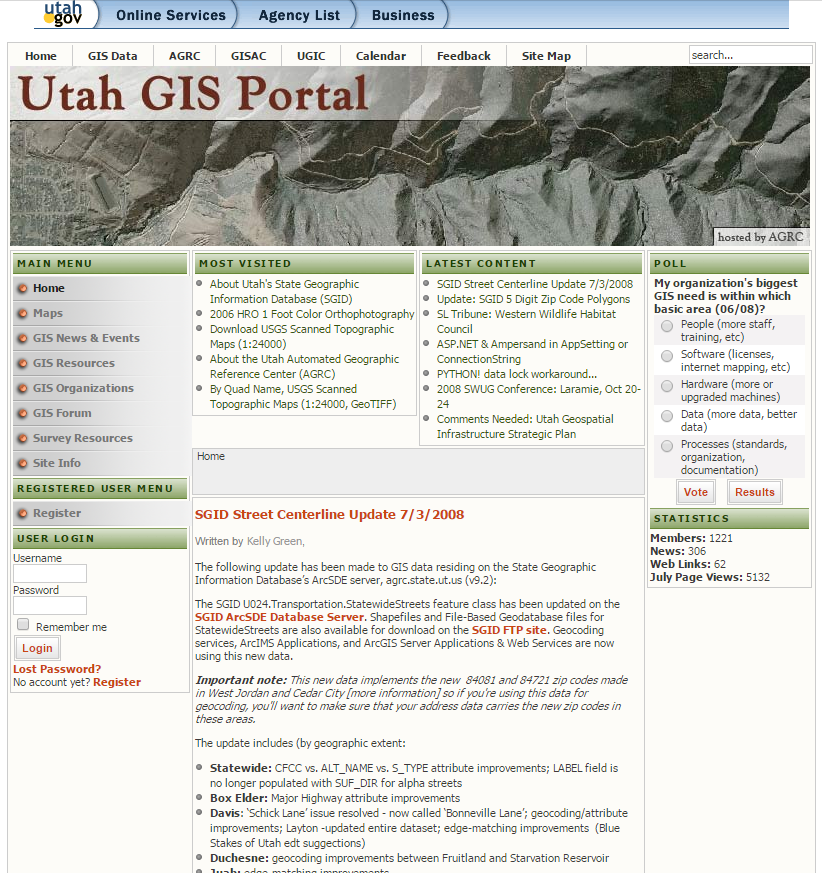 utah
gov
Online Services
Agency List
Business
Home
GIS Data
AGRC
GISAC
UGIC
Calendar
Feedback
Site Map
search...
Utah GIS Portal
hosted by AGRC
MAIN MENU
Home
Maps
GIS News & Events
GIS Resources
GIS Organizations
GIS Forum
Survey Resources
Site Info
REGISTERED USER MENU
Register
USER LOGIN
Username
Password
Remember me
Login
Lost Password?
No account yet? Register
MOST VISITED
About Utah's State Geographic
Information Database (SGID)
2006 HRO 1 Foot Color Orthophotography
Download USGS Scanned Topographic
Maps (1:24000)
About the Utah Automated Geographic
Reference Center (AGRC)
By Quad Name, USGS Scanned
Topographic Maps (1:24000, GeoTIFF)
LATEST CONTENT
SGID Street Centerline Update 7/3/2008
Update: SGID 5 Digit Zip Code Polygons
SL Tribune: Western Wildlife Habitat
Council
ASP.NET & Ampersand in AppSetting or
ConnectionString
PYTHON! data lock workaround...
2008 SWUG Conference: Laramie, Oct 20-
24
Comments Needed: Utah Geospatial
Infrastructure Strategic Plan
Home
SGID Street Centerline Update 7/3/2008
Written by Kelly Green,
The following update has been made to GIS data residing on the State Geographic
Information Database's ArcSDE server, agrc.state.ut.us (v9.2):
The SGID U024.Transportation.StatewideStreets feature class has been updated on the
SGID ArcSDE Database Server. Shapefiles and File-Based Geodatabase files for
StatewideStreets are also available for download on the SGID FTP site. Geocoding
services, ArcIMS Applications, and ArcGIS Server Applications & Web Services are now
using this new data.
Important note: This new data implements the new 84081 and 84721 zip codes made
in West Jordan and Cedar City [more information] so if you're using this data for
geocoding, you'll want to make sure that your address data carries the new zip codes in
these areas.
The update includes (by geographic extent:
Statewide: CFCC vs. ALT_NAME vs. S_TYPE attribute improvements; LABEL field is
no longer populated with SUF_DIR for alpha streets
Box Elder: Major Highway attribute improvements
Davis: 'Schick Lane' issue resolved - now called 'Bonneville Lane'; geocoding/attribute
improvements; Layton -updated entire dataset; edge-matching improvements (Blue
Stakes of Utah edt suggestions)
Duchesne: geocoding improvements between Fruitland and Starvation Reservoir
Juab: edge-matching improvements
POLL
My organization's biggest
GIS need is within which
basic area (06/08)?
People (more staff,
training, etc)
Software (licenses,
internet mapping, etc)
Hardware (more or
upgraded machines)
Data (more data, better
data)
Processes (standards,
organization,
documentation)
Vote
Results
STATISTICS
Members: 1221
News: 306
Web Links: 62
July Page Views: 5132